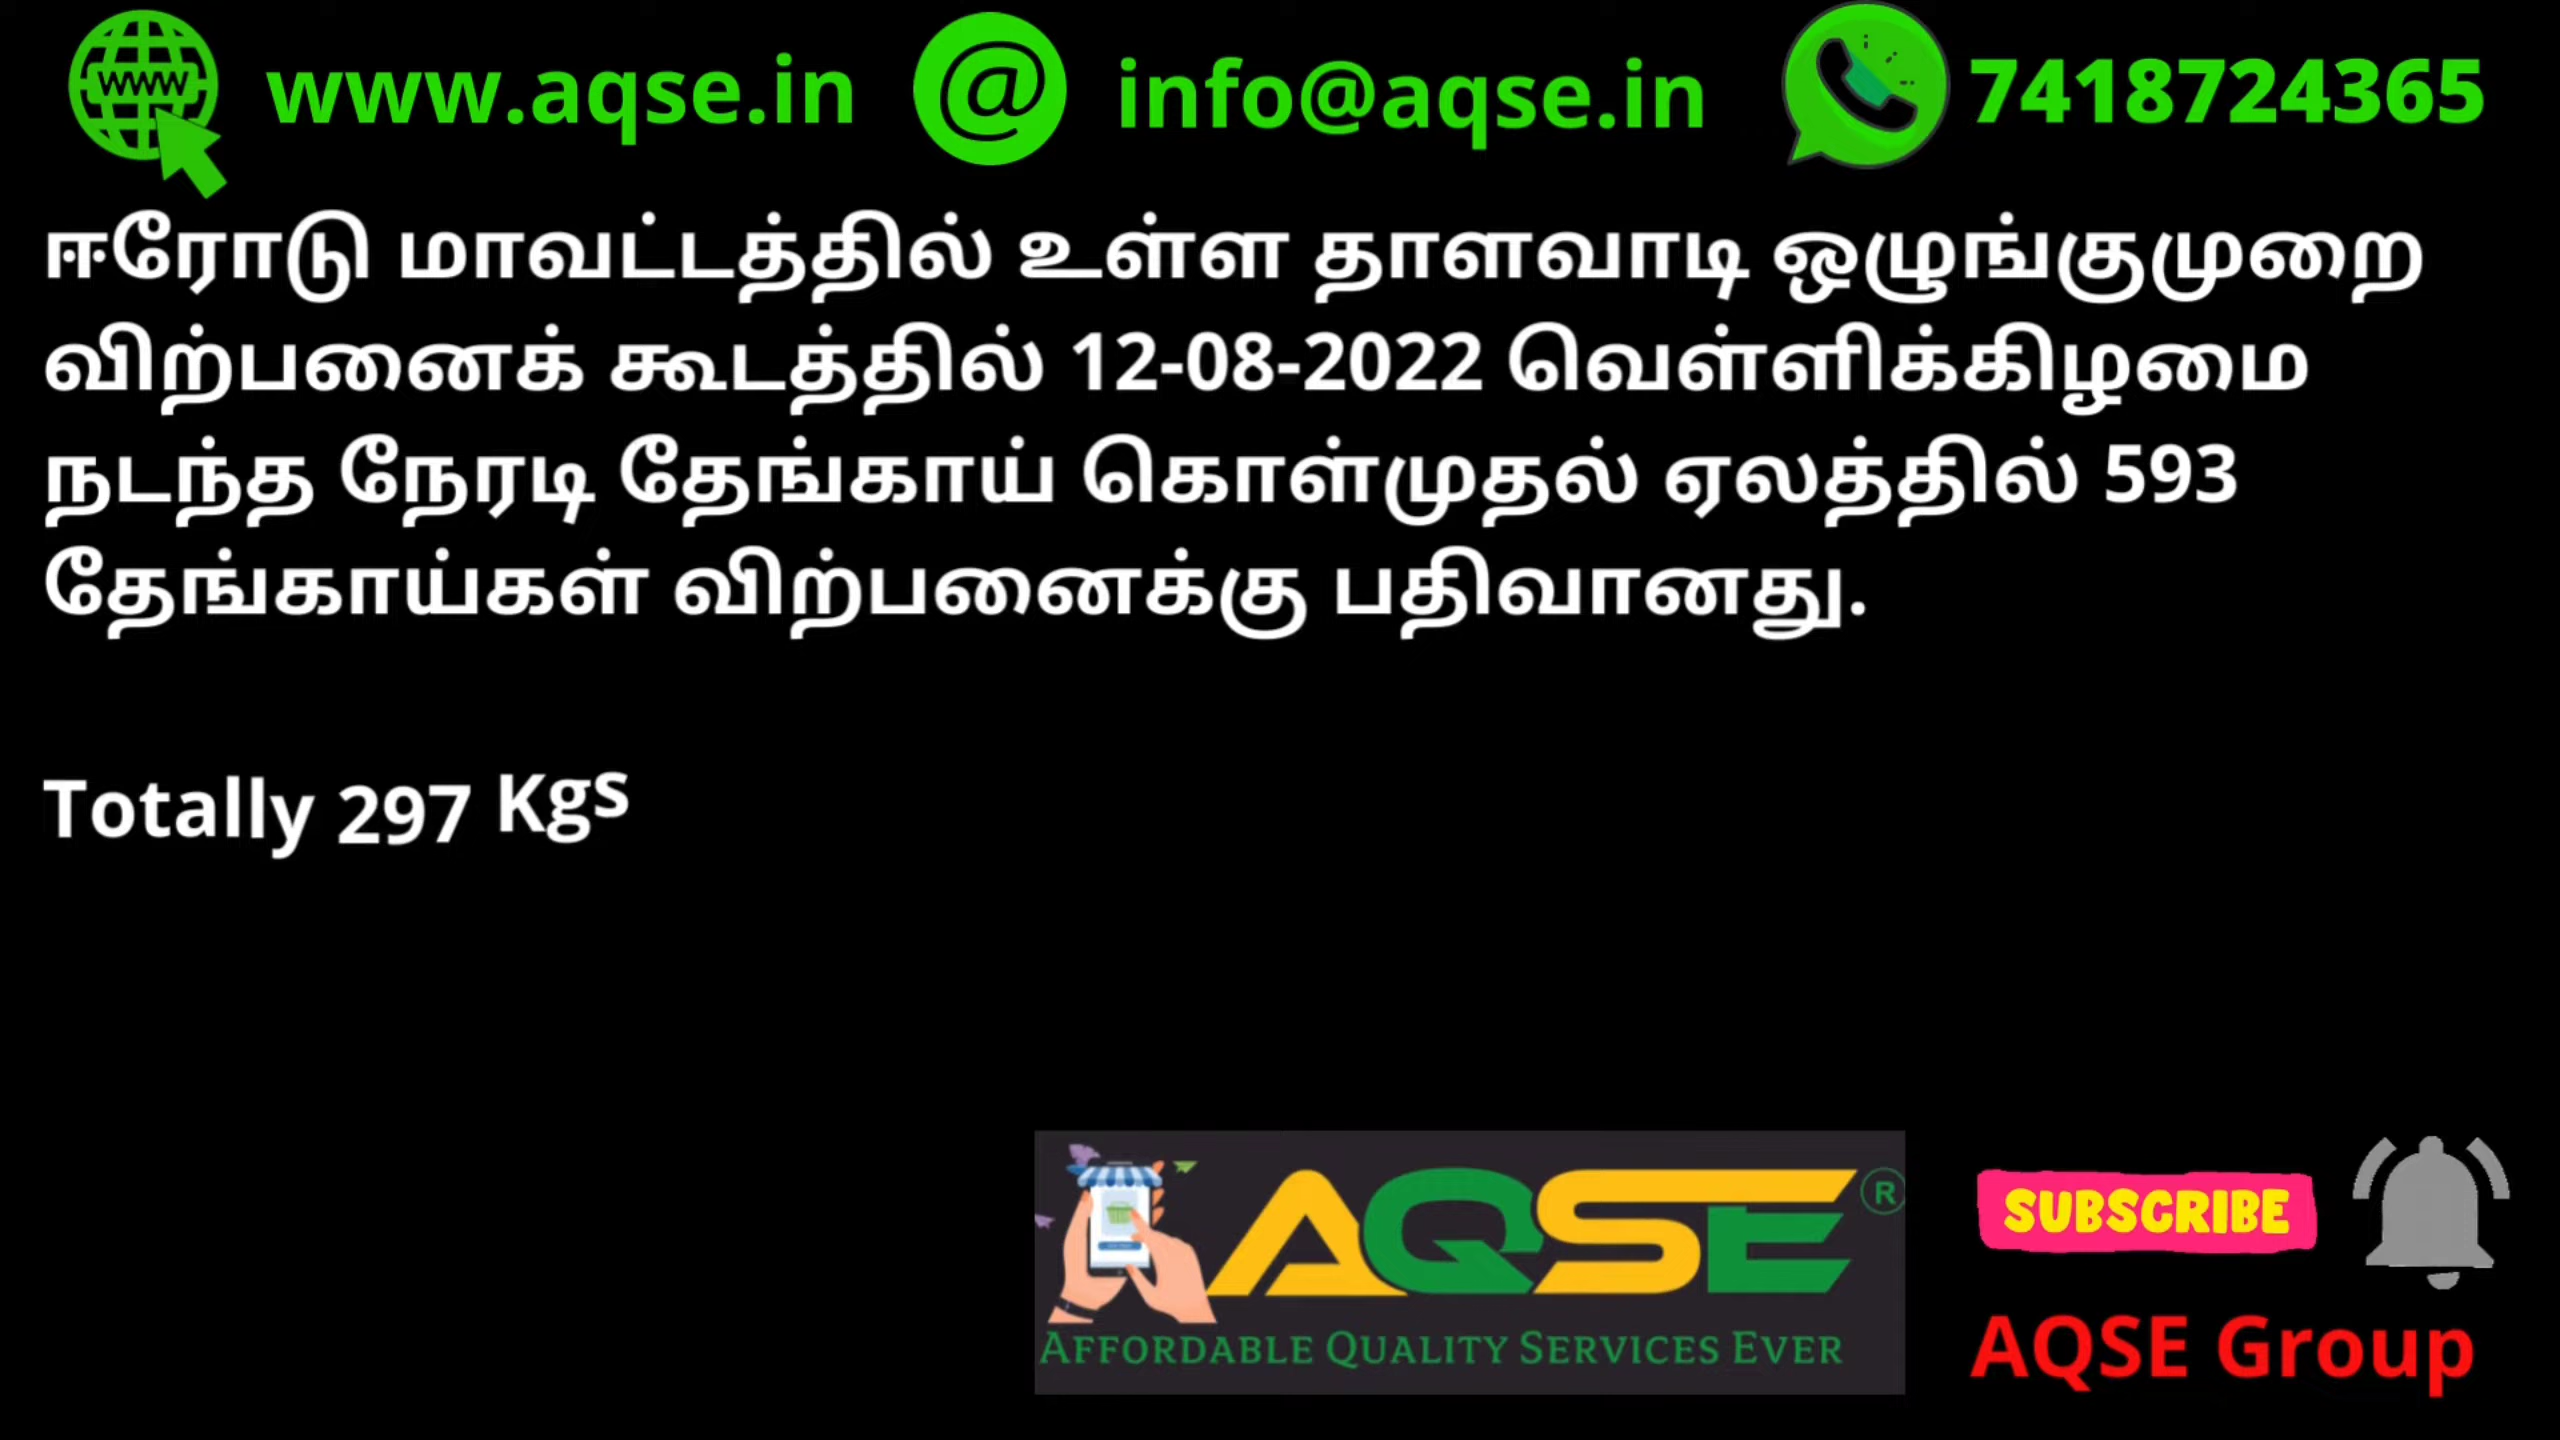 www www.aqse.in @ info@aqse.in 7418724365
ஈரோடு மாவட்டத்தில் உள்ள தாளவாடி ஒழுங்குமுறை
விற்பனைக் கூடத்தில் 12-08-2022 வெள்ளிக்கிழமை
நடந்த நேரடி தேங்காய் கொள்முதல் ஏலத்தில் 593
தேங்காய்கள் விற்பனைக்கு பதிவானது.
Totally 297 Kgs
AQSE ®
AFFORDABLE QUALITY SERVICES EVER
SUBSCRIBE
AQSE Group